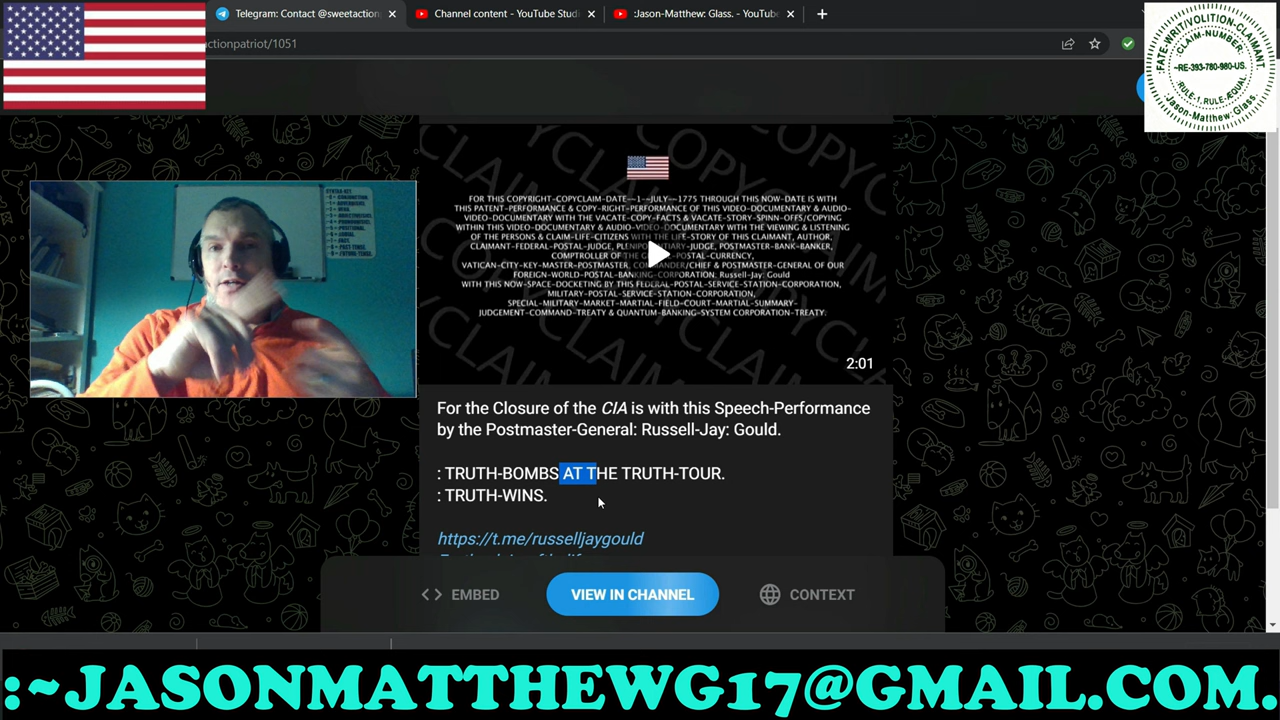 Telegram: Contact @sweetaction
Channel content - YouTube Studi
:Jason-Matthew: Glass. - YouTube
ctionpatriot/1051
FATE-WRIT/VOLITION-CLAIMANT
:CLAIM-NUMBER:
~RE-393-780-980-US.
:RULE.1.RULE.ÆQUAL.
:Jason-Matthew: Glass.
FOR THIS COPYRIGHT-COPYCLAIM-DATE—1—JULY—1775 THROUGH THIS NOW-DATE IS WITH
THIS PATENT-PERFORMANCE & COPY-RIGHT-PERFORMANCE OF THIS VIDEO-DOCUMENTARY & AUDIO-
VIDEO-DOCUMENTARY WITH THE VACATE-COPY-FACTS & VACATE-STORY-SPINN-OFFS/COPYING
WITHIN THIS VIDEO-DOCUMENTARY & AUDIO-VIDEO-DOCUMENTARY WITH THE VIEWING & LISTENING
OF THE PERSONS & CLAIM-LIFE-CITIZENS WITH THE LIFE-STORY OF THIS CLAIMANT, AUTHOR,
CLAIMANT-FEDERAL-POSTAL-JUDGE, PLENIPOTENTIARY-JUDGE, POSTMASTER-BANK-BANKER,
COMPTROLLER OF THE POSTAL-CURRENCY,
VATICAN-CITY-KEY-MASTER-POSTMASTER, COMMANDER/CHIEF & POSTMASTER-GENERAL OF OUR
FOREIGN-WORLD-POSTAL-BANKING-CORPORATION. Russell-Jay: Gould
WITH THIS NOW-SPACE-DOCKETING BY THIS FEDERAL-POSTAL-SERVICE-STATION-CORPORATION,
MILITARY-POSTAL-SERVICE-STATION-CORPORATION,
SPECIAL-MILITARY-MARKET-MARTIAL-FIELD-COURT-MARTIAL-SUMMARY-
JUDGEMENT-COMMAND-TREATY & QUANTUM-BANKING-SYSTEM CORPORATION-TREATY.
2:01
For the Closure of the CIA is with this Speech-Performance
by the Postmaster-General: Russell-Jay: Gould.
: TRUTH-BOMBS AT THE TRUTH-TOUR.
: TRUTH-WINS.
https://t.me/russelljaygould
EMBED
VIEW IN CHANNEL
CONTEXT
:~JASONMATTHEWG17@GMAIL.COM.